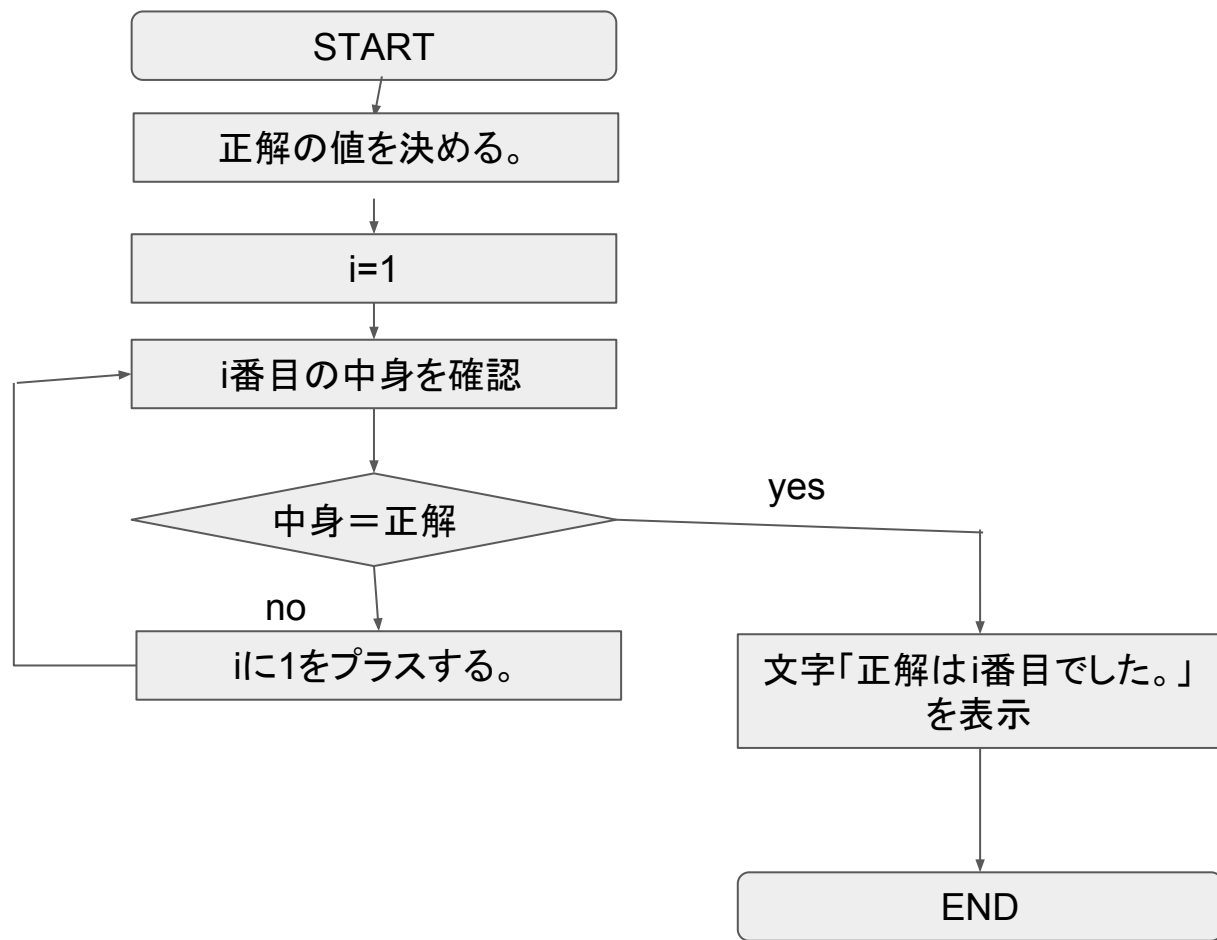 START
正解の値を決める。
i=1
i番目の中身を確認
中身＝正解
yes
no
iに1をプラスする。
文字「正解はi番目でした。」
を表示
END